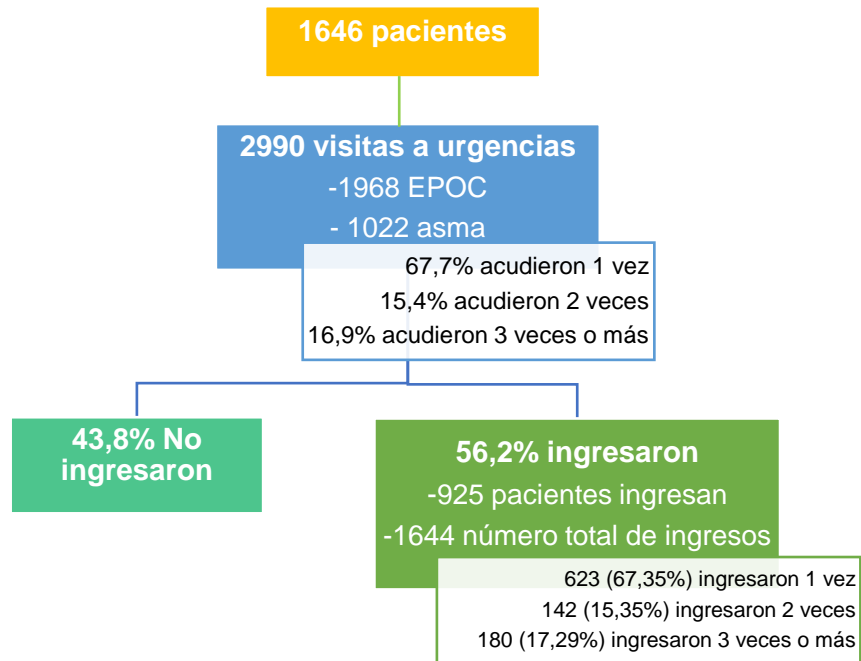 1646 pacientes
2990 visitas a urgencias
-1968 EPOC
- 1022 asma
67,7% acudieron 1 vez
15,4% acudieron 2 veces
16,9% acudieron 3 veces o más
43,8% No
ingresaron
56,2% ingresaron
-925 pacientes ingresan
-1644 número total de ingresos
623 (67,35%) ingresaron 1 vez
142 (15,35%) ingresaron 2 veces
180 (17,29%) ingresaron 3 veces o más